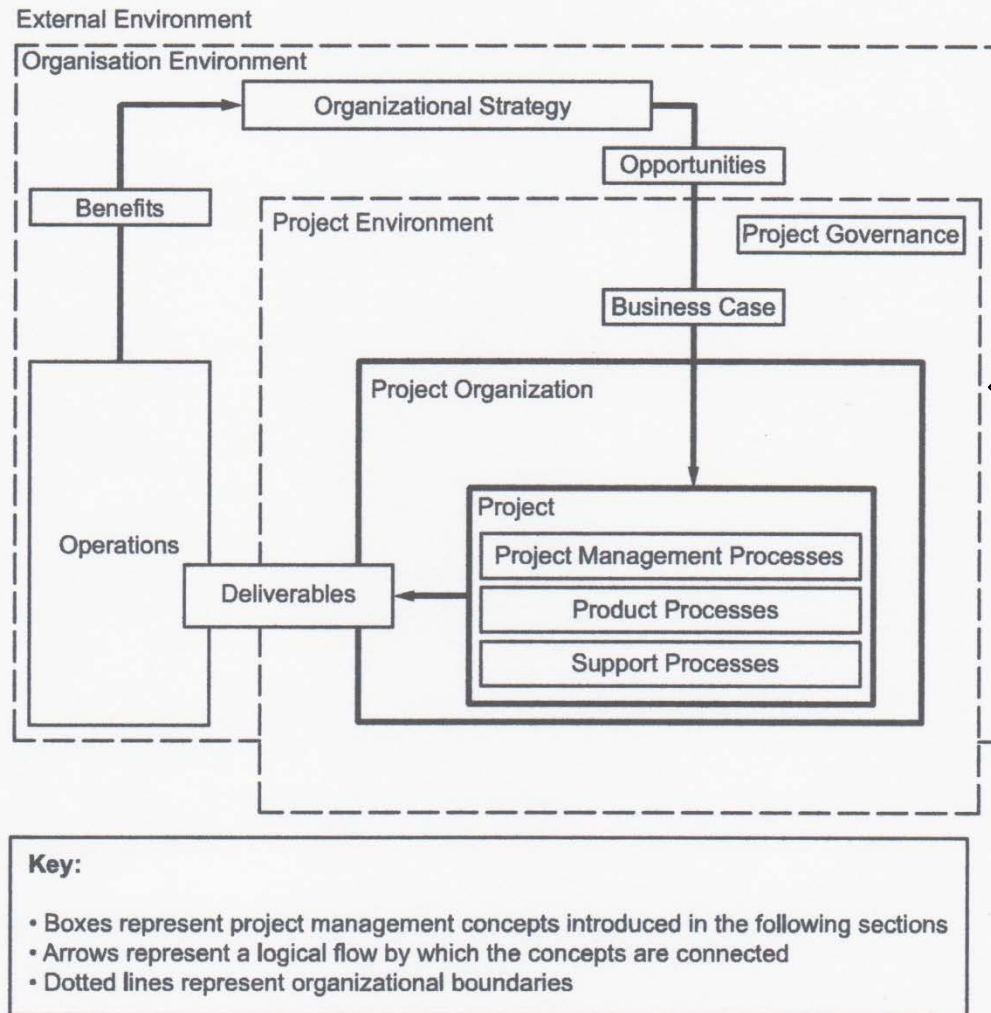 External Environment
Organisation Environment
Organizational Strategy
Opportunities
Benefits
Project Environment
Project Governance
Business Case
Project Organization
Project
Operations
Project Management Processes
Deliverables
Product Processes
Support Processes
Key:
• Boxes represent project management concepts introduced in the following sections
• Arrows represent a logical flow by which the concepts are connected
• Dotted lines represent organizational boundaries